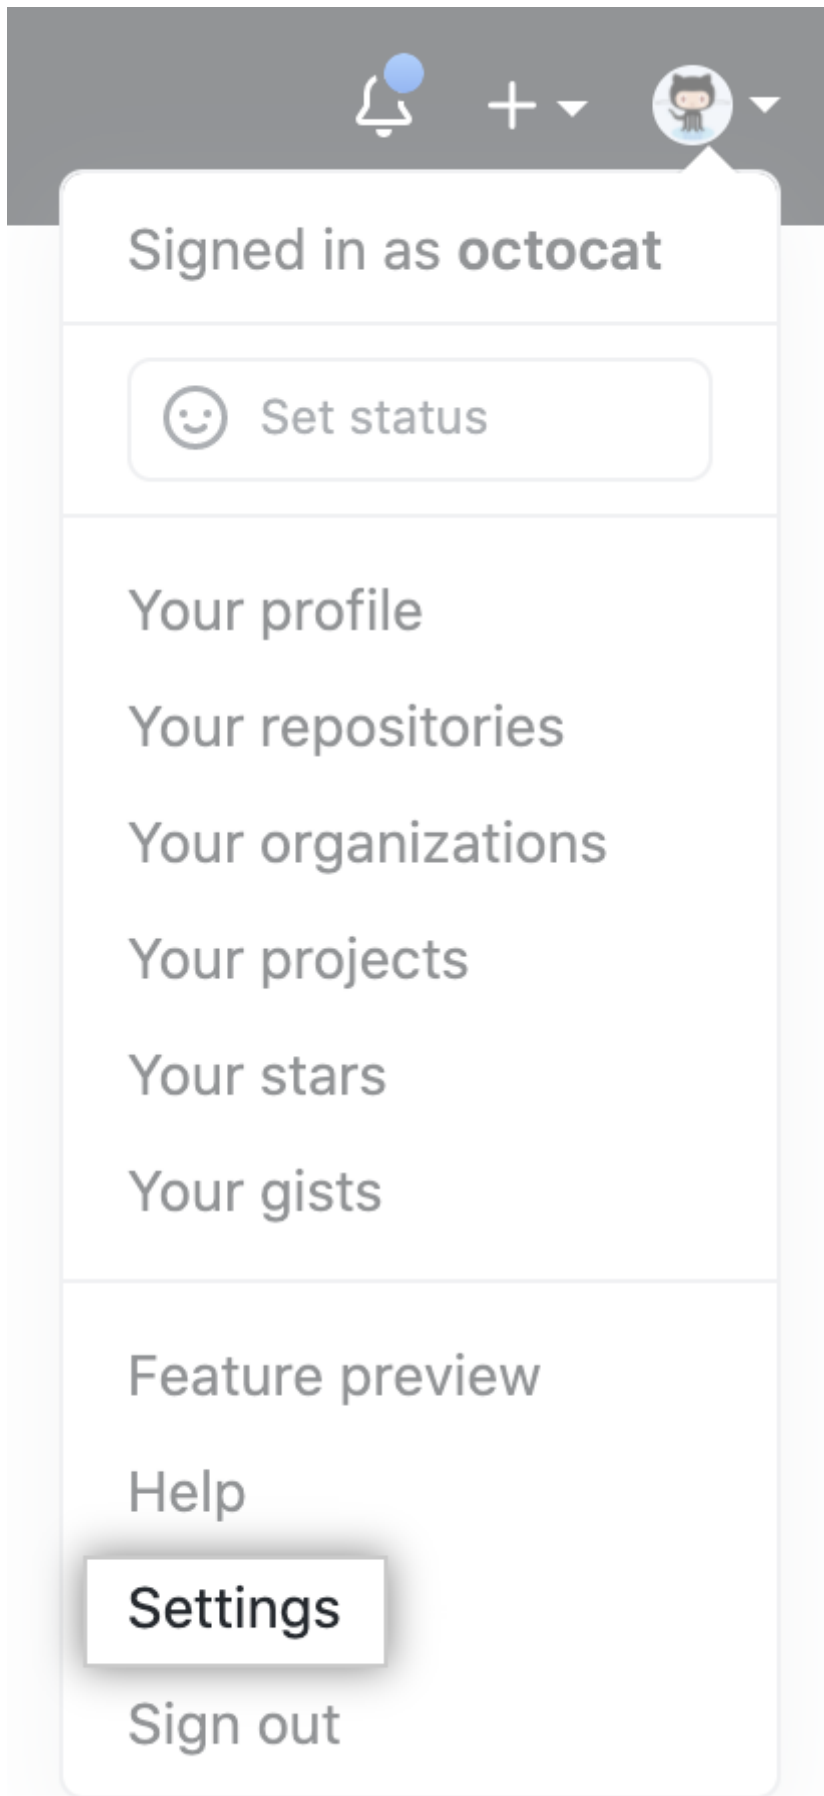 Signed in as octocat
Set status
Your profile
Your repositories
Your organizations
Your projects
Your stars
Your gists
Feature preview
Help
Settings
Sign out